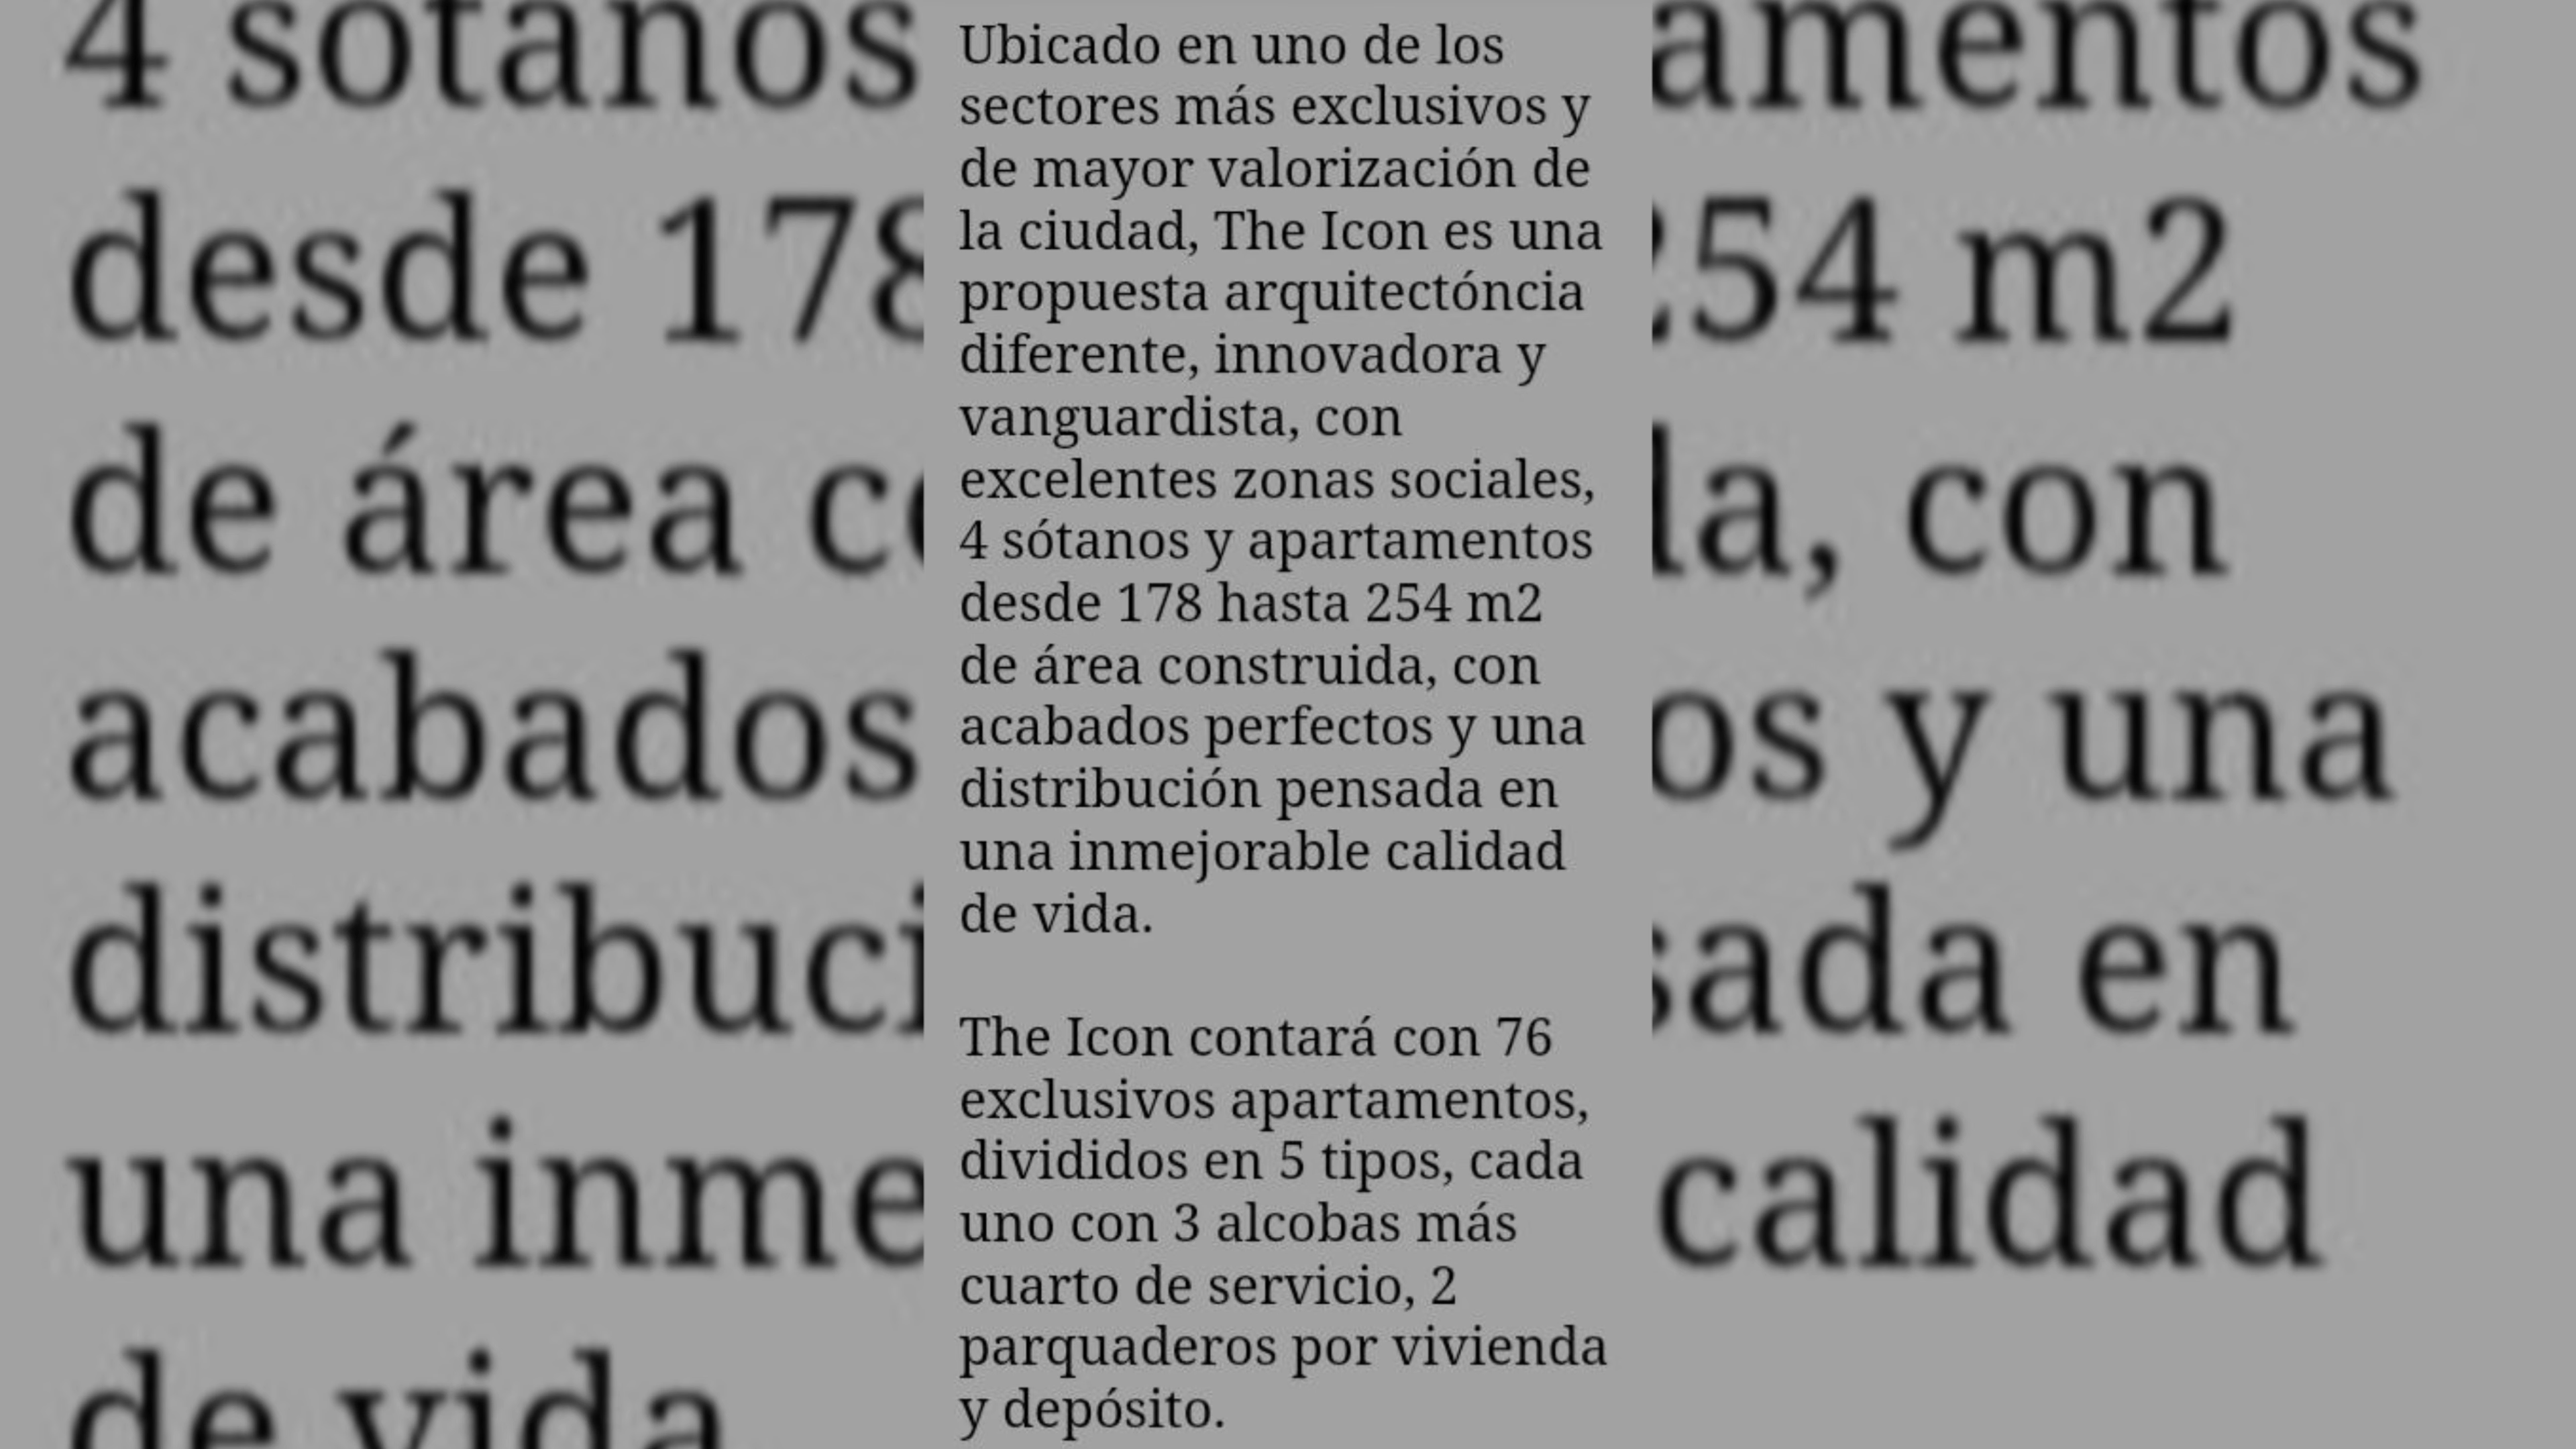 Ubicado en uno de los
sectores más exclusivos y
de mayor valorización de
la ciudad, The Icon es una
propuesta arquitectóncia
diferente, innovadora y
vanguardista, con
excelentes zonas sociales,
4 sótanos y apartamentos
desde 178 hasta 254 m2
de área construida, con
acabados perfectos y una
distribución pensada en
una inmejorable calidad
de vida.
The Icon contará con 76
exclusivos apartamentos,
divididos en 5 tipos, cada
uno con 3 alcobas más
cuarto de servicio, 2
parquaderos por vivienda
y depósito.